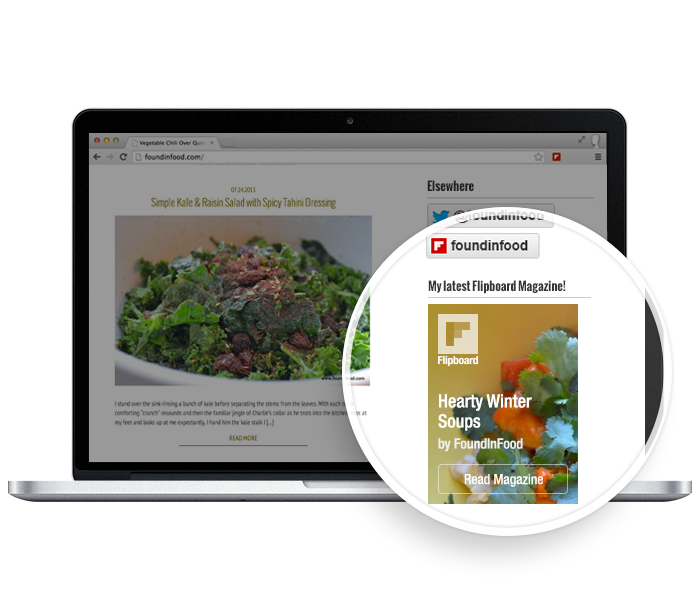 Vegetable Chili Over Quin
foundinfood.com/
07.24.2013
Simple Kale & Raisin Salad with Spicy Tahini Dressing
I stand over the sink rinsing a bunch of kale before separating the stems from the leaves. With each
comforting "crunch" resounds and then the familiar jingle of Charlie's collar as he trots into the kitchen
my feet and looks up at me expectantly. I hand him the kale stalk I [...]
READ MORE
Elsewhere
@foundinfood
foundinfood
My latest Flipboard Magazine!
Flipboard
Hearty Winter
Soups
by FoundInFood
Read Magazine